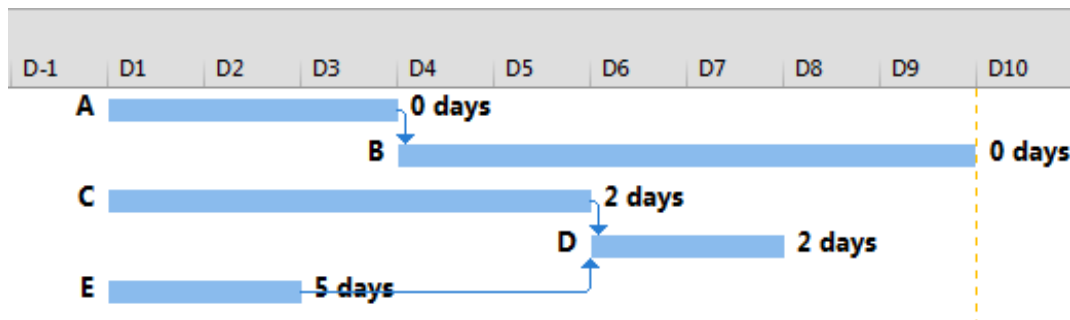 D-1 D1 D2 D3 D4 D5 D6 D7 D8 D9 D10
A 0 days
B 0 days
C 2 days
D 2 days
E 5 days